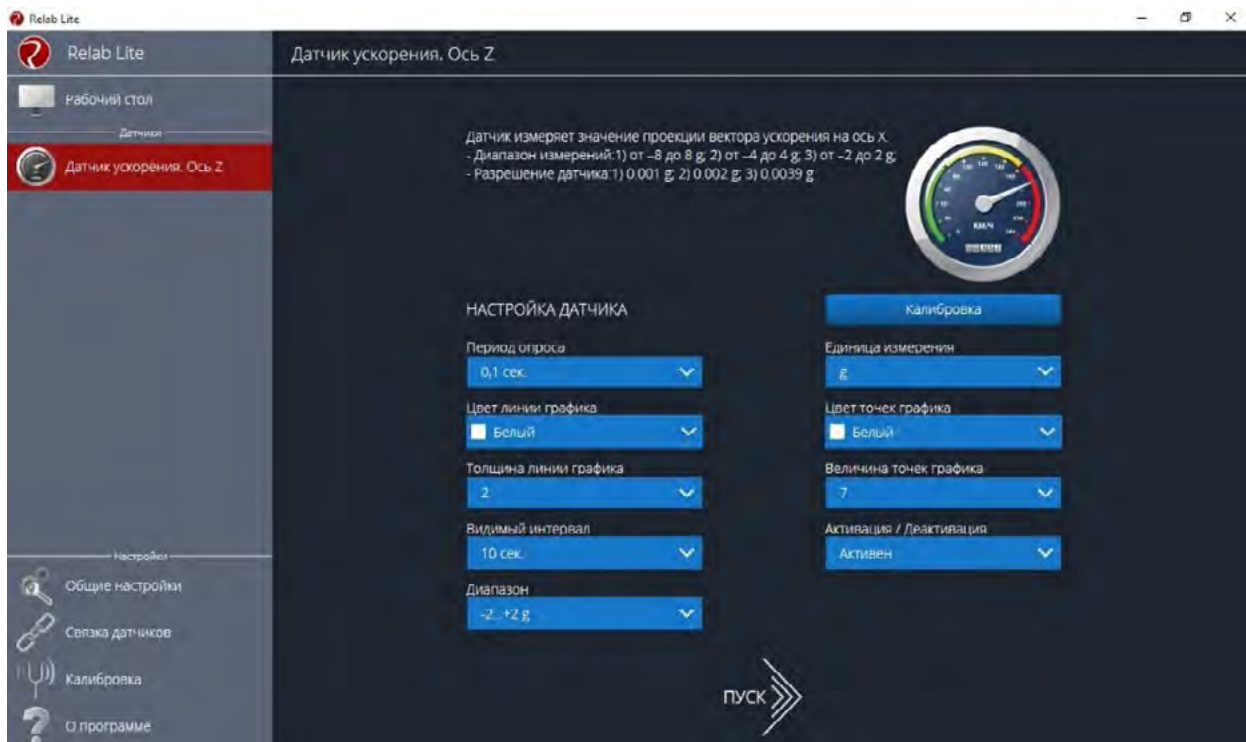 Relab Lite
Relab Lite
Датчик ускорения. Ось Z
Рабочий стол
Датчики
Датчик ускорения. Ось Z
Датчик измеряет значение проекции вектора ускорения на ось X.
- Диапазон измерений:1) от –8 до 8 g; 2) от –4 до 4 g; 3) от –2 до 2 g;
- Разрешение датчика:1) 0.001 g; 2) 0.002 g; 3) 0.0039 g
КМ/Ч
НАСТРОЙКА ДАТЧИКА
Калибровка
Период опроса
Единица измерения
0,1 сек.
g
Цвет линии графика
Цвет точек графика
Белый
Белый
Толщина линии графика
Величина точек графика
2
7
Видимый интервал
Активация / Деактивация
10 сек.
Активен
Диапазон
-2...+2 g
Настройки
Общие настройки
Связка датчиков
Калибровка
О программе
ПУСК